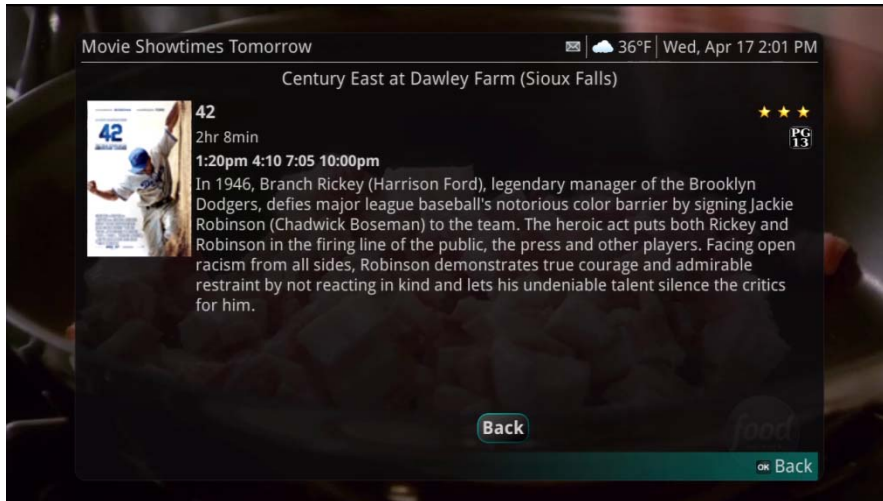 Movie Showtimes Tomorrow
36°F Wed, Apr 17 2:01 PM
Century East at Dawley Farm (Sioux Falls)
42
42
2hr 8min
PG
13
1:20pm 4:10 7:05 10:00pm
In 1946, Branch Rickey (Harrison Ford), legendary manager of the Brooklyn
Dodgers, defies major league baseball's notorious color barrier by signing Jackie
Robinson (Chadwick Boseman) to the team. The heroic act puts both Rickey and
Robinson in the firing line of the public, the press and other players. Facing open
racism from all sides, Robinson demonstrates true courage and admirable
restraint by not reacting in kind and lets his undeniable talent silence the critics
for him.
Back
food
OK Back